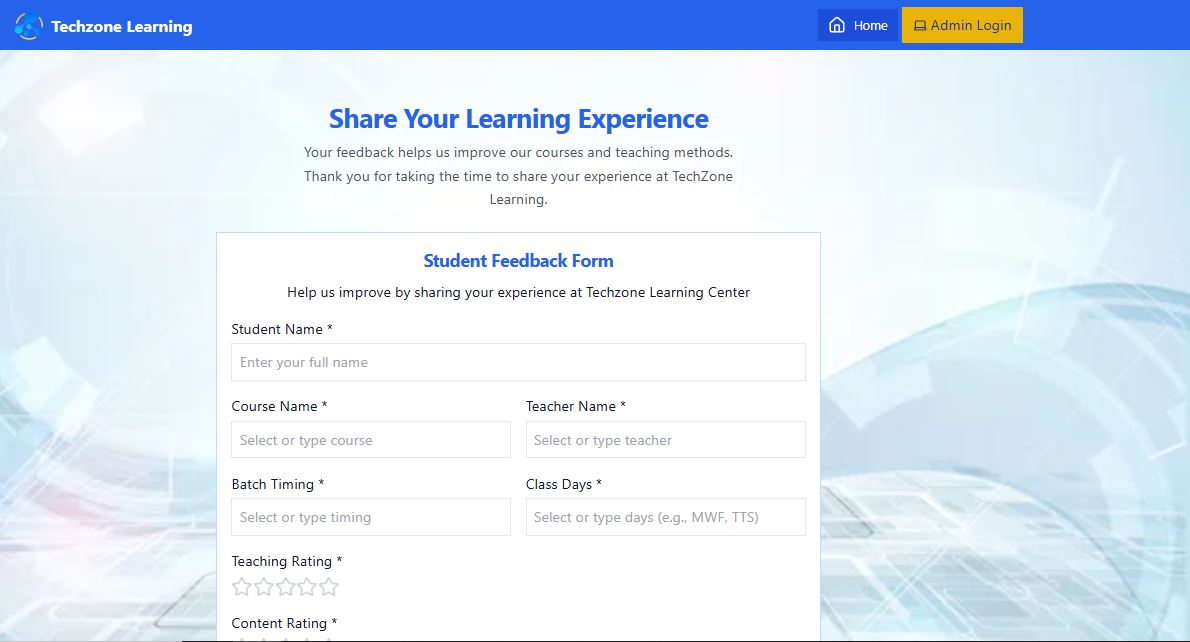 Techzone Learning
Home
Admin Login
Share Your Learning Experience
Your feedback helps us improve our courses and teaching methods.
Thank you for taking the time to share your experience at TechZone
Learning.
Student Feedback Form
Help us improve by sharing your experience at Techzone Learning Center
Student Name *
Enter your full name
Course Name *
Teacher Name *
Select or type course
Select or type teacher
Batch Timing *
Class Days *
Select or type timing
Select or type days (e.g., MWF, TTS)
Teaching Rating *
Content Rating *